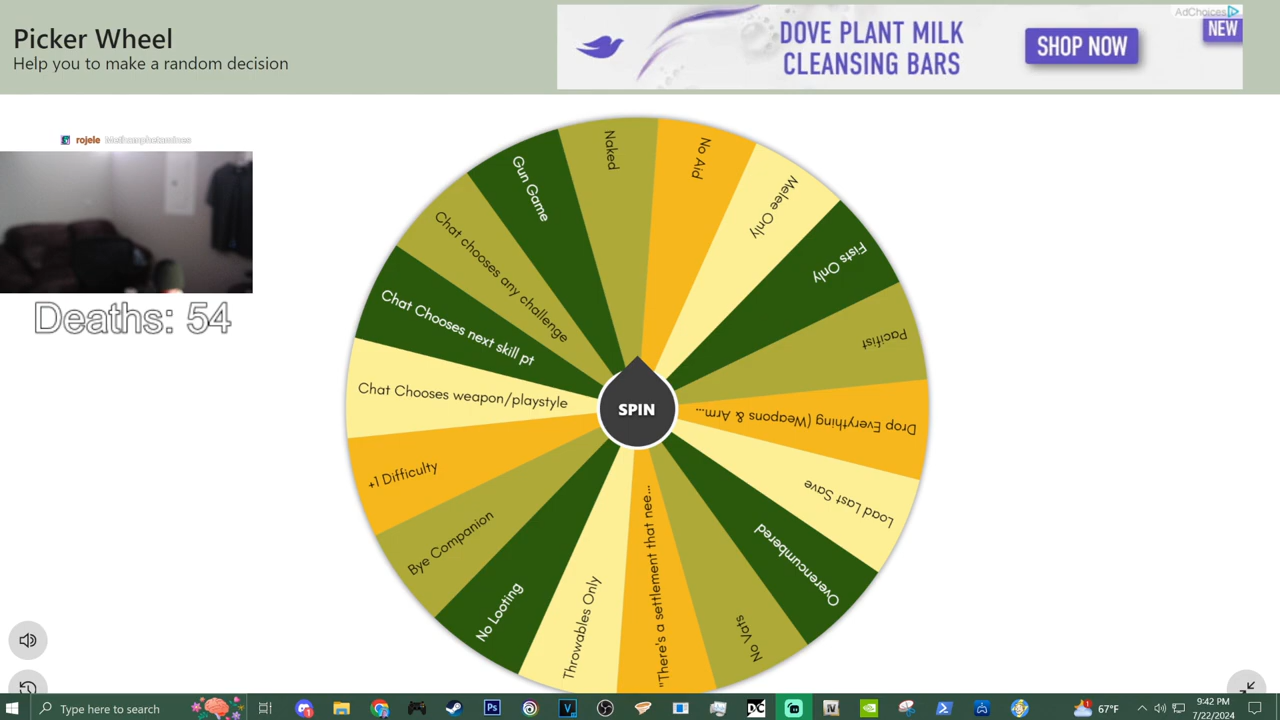 Picker Wheel
Help you to make a random decision
AdChoices
DOVE PLANT MILK
CLEANSING BARS
SHOP NOW
NEW
rojele Methamphetamines
Deaths: 54
Naked
No Aid
Melee Only
Fists Only
Pacifist
Drop Everything (Weapons & Arm...
Load Last Save
Overencumbered
No Vats
"There's a settlement that nee...
Throwables Only
No Looting
Bye Companion
+1 Difficulty
Chat Chooses weapon/playstyle
Chat Chooses next skill pt
Chat chooses any challenge
Gun Game
SPIN
Type here to search
67°F
9:42 PM
7/22/2024